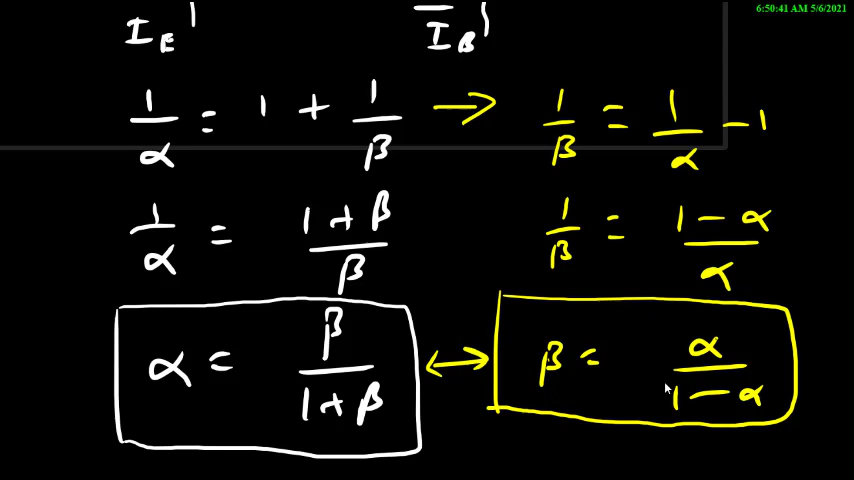 6:50:41 AM 5/6/2021
I_E   I_B
1/α = 1 + 1/β → 1/β = 1/α - 1
1/α = (1 + β)/β   1/β = (1 - α)/α
α = β/(1 + β) ↔ β = α/(1 - α)